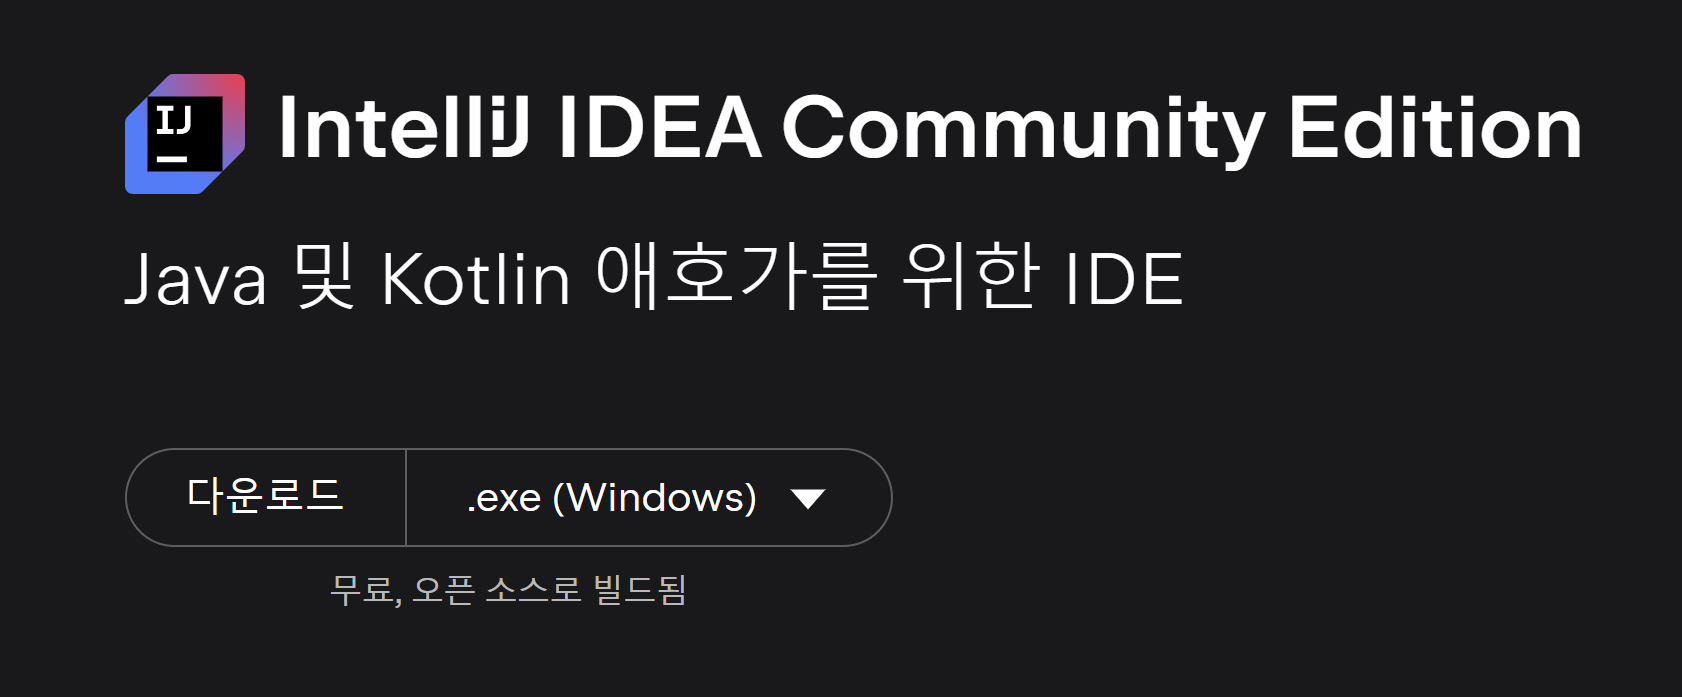 IJ
IntelliJ IDEA Community Edition
Java 및 Kotlin 애호가를 위한 IDE
다운로드 .exe (Windows)
무료, 오픈 소스로 빌드됨